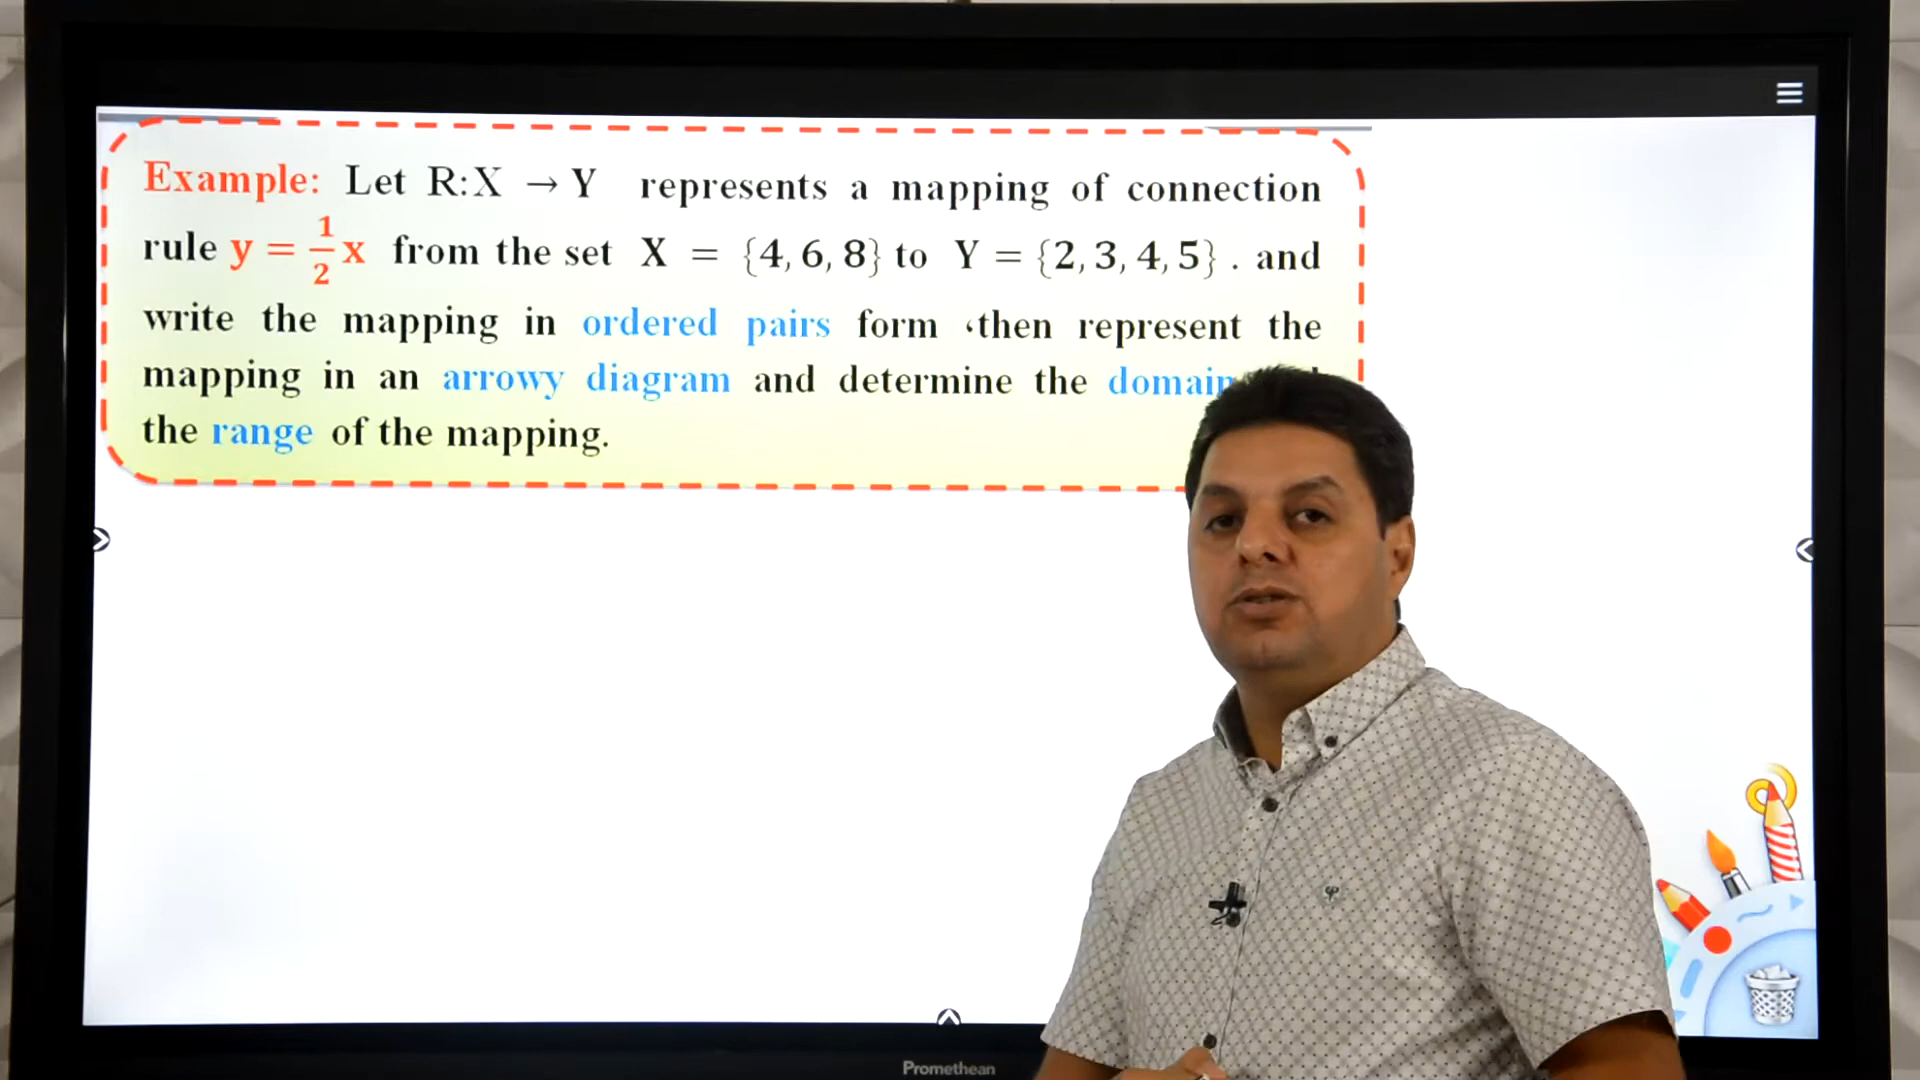 Example: Let R:X → Y represents a mapping of connection
rule y = 1/2 x from the set X = {4, 6, 8} to Y = {2, 3, 4, 5} . and
write the mapping in ordered pairs form ،then represent the
mapping in an arrowy diagram and determine the
the range of the mapping.
Promethean